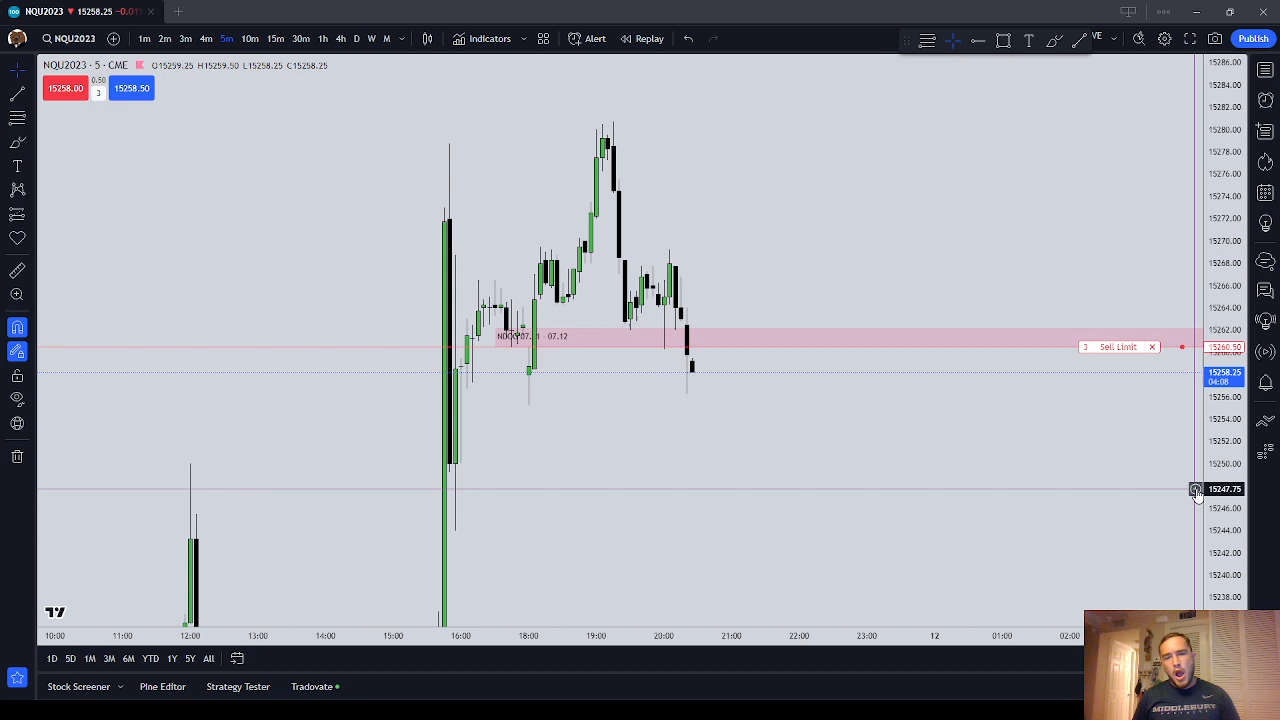 NQU2023 ▼ 15258.25 −0.01
NQU2023 1m 2m 3m 4m 5m 10m 15m 30m 1h 4h D W M Indicators Alert Replay VE Publish
NQU2023 · 5 · CME O15259.25 H15259.50 L15258.25 C15258.25
15258.00 0.50 3 15258.50
15286.00
15284.00
15282.00
15280.00
15278.00
15276.00
15274.00
15272.00
15270.00
15268.00
15266.00
15264.00
15262.00
3 Sell Limit 15260.50
15258.25
04:08
15256.00
15254.00
15252.00
15250.00
15247.75
15246.00
15244.00
15242.00
15240.00
15238.00
10:00 11:00 12:00 13:00 14:00 15:00 16:00 18:00 19:00 20:00 21:00 22:00 23:00 12 01:00 02:00
1D 5D 1M 3M 6M YTD 1Y 5Y All
Stock Screener Pine Editor Strategy Tester Tradovate
MIDDLEBURY